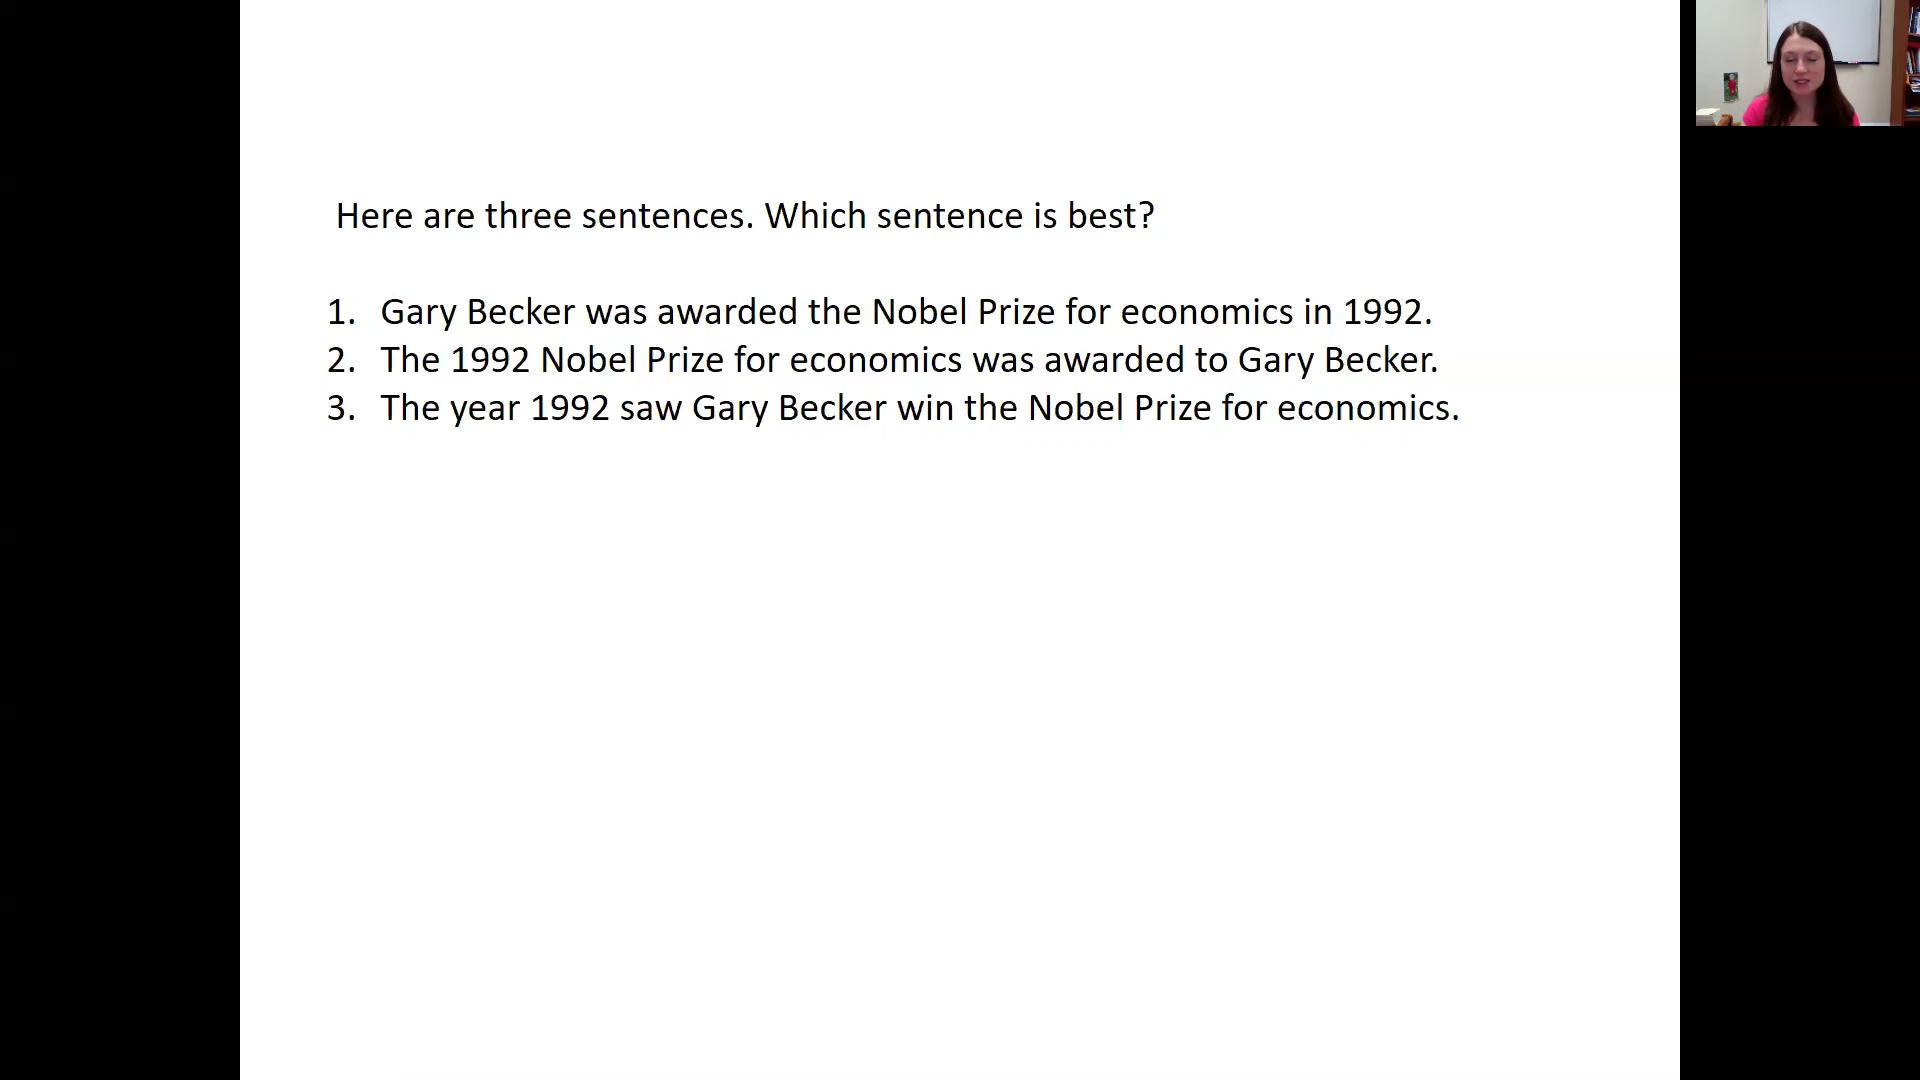 Here are three sentences. Which sentence is best?
1. Gary Becker was awarded the Nobel Prize for economics in 1992.
2. The 1992 Nobel Prize for economics was awarded to Gary Becker.
3. The year 1992 saw Gary Becker win the Nobel Prize for economics.